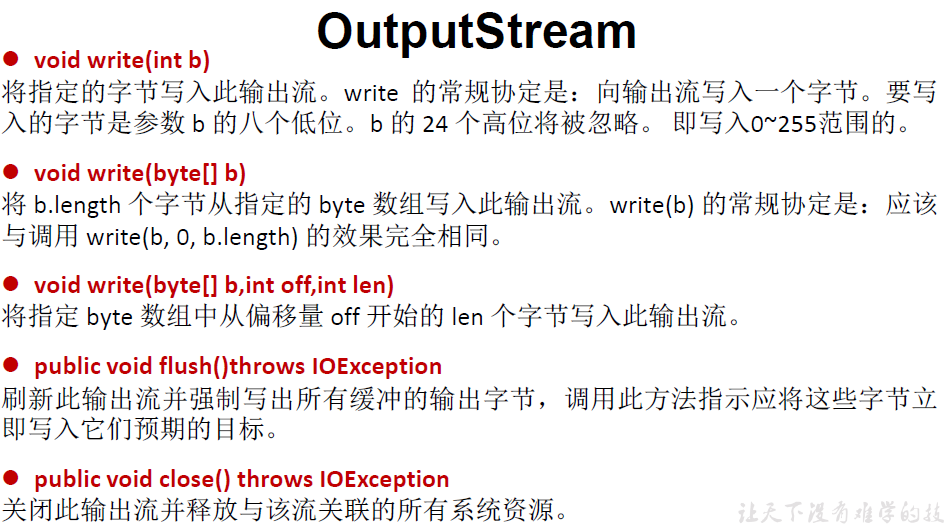 OutputStream
● void write(int b)
将指定的字节写入此输出流。write 的常规协定是：向输出流写入一个字节。要写
入的字节是参数 b 的八个低位。b 的 24 个高位将被忽略。 即写入0~255范围的。
● void write(byte[] b)
将 b.length 个字节从指定的 byte 数组写入此输出流。write(b) 的常规协定是：应该
与调用 write(b, 0, b.length) 的效果完全相同。
● void write(byte[] b,int off,int len)
将指定 byte 数组中从偏移量 off 开始的 len 个字节写入此输出流。
● public void flush()throws IOException
刷新此输出流并强制写出所有缓冲的输出字节，调用此方法指示应将这些字节立
即写入它们预期的目标。
● public void close() throws IOException
关闭此输出流并释放与该流关联的所有系统资源。
让天下没有难学的技